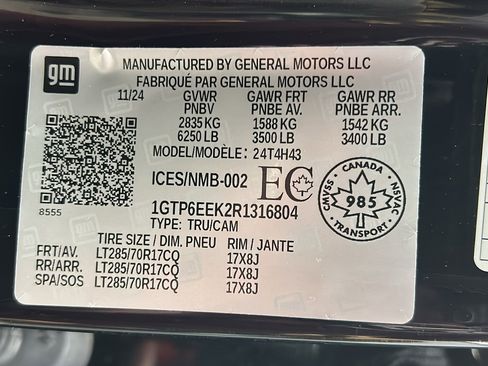 gm
MANUFACTURED BY GENERAL MOTORS LLC
FABRIQUÉ PAR GENERAL MOTORS LLC
11/24 GVWR GAWR FRT GAWR RR
PNBV PNBE AV. PNBE ARR.
2835 KG 1588 KG 1542 KG
6250 LB 3500 LB 3400 LB
MODEL/MODÈLE: 24T4H43
ICES/NMB-002 EC
CANADA
CMVSS NSVAC
985
TRANSPORT
8555
1GTP6EEK2R1316804
TYPE: TRU/CAM
TIRE SIZE / DIM. PNEU RIM / JANTE
FRT/AV. LT285/70R17CQ 17X8J
RR/ARR. LT285/70R17CQ 17X8J
SPA/SOS LT285/70R17CQ 17X8J